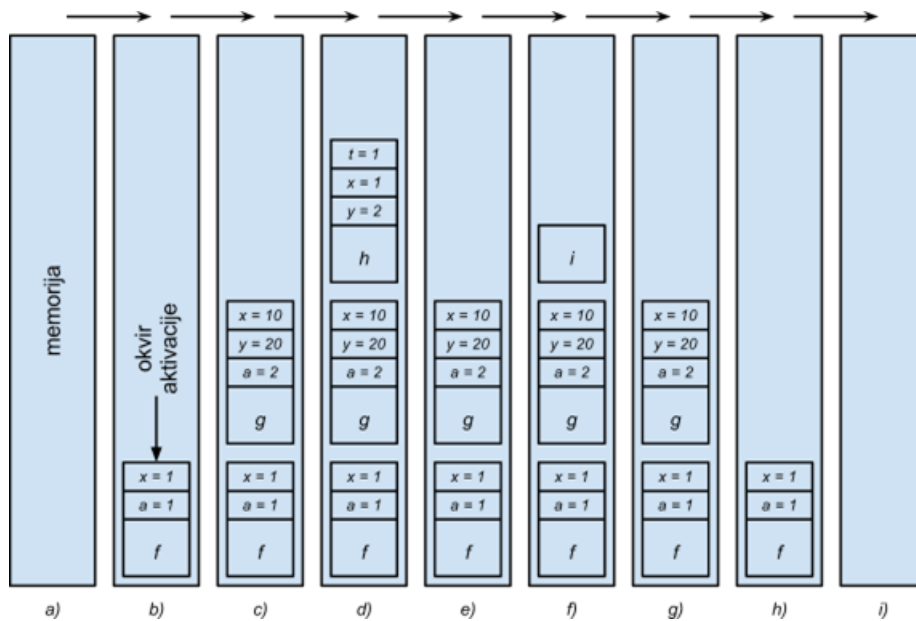 memorija
okvir
aktivacije
x = 1
a = 1
f
x = 10
y = 20
a = 2
g
x = 1
a = 1
f
t = 1
x = 1
y = 2
h
x = 10
y = 20
a = 2
g
x = 1
a = 1
f
x = 10
y = 20
a = 2
g
x = 1
a = 1
f
i
x = 10
y = 20
a = 2
g
x = 1
a = 1
f
x = 10
y = 20
a = 2
g
x = 1
a = 1
f
x = 1
a = 1
f
a) b) c) d) e) f) g) h) i)